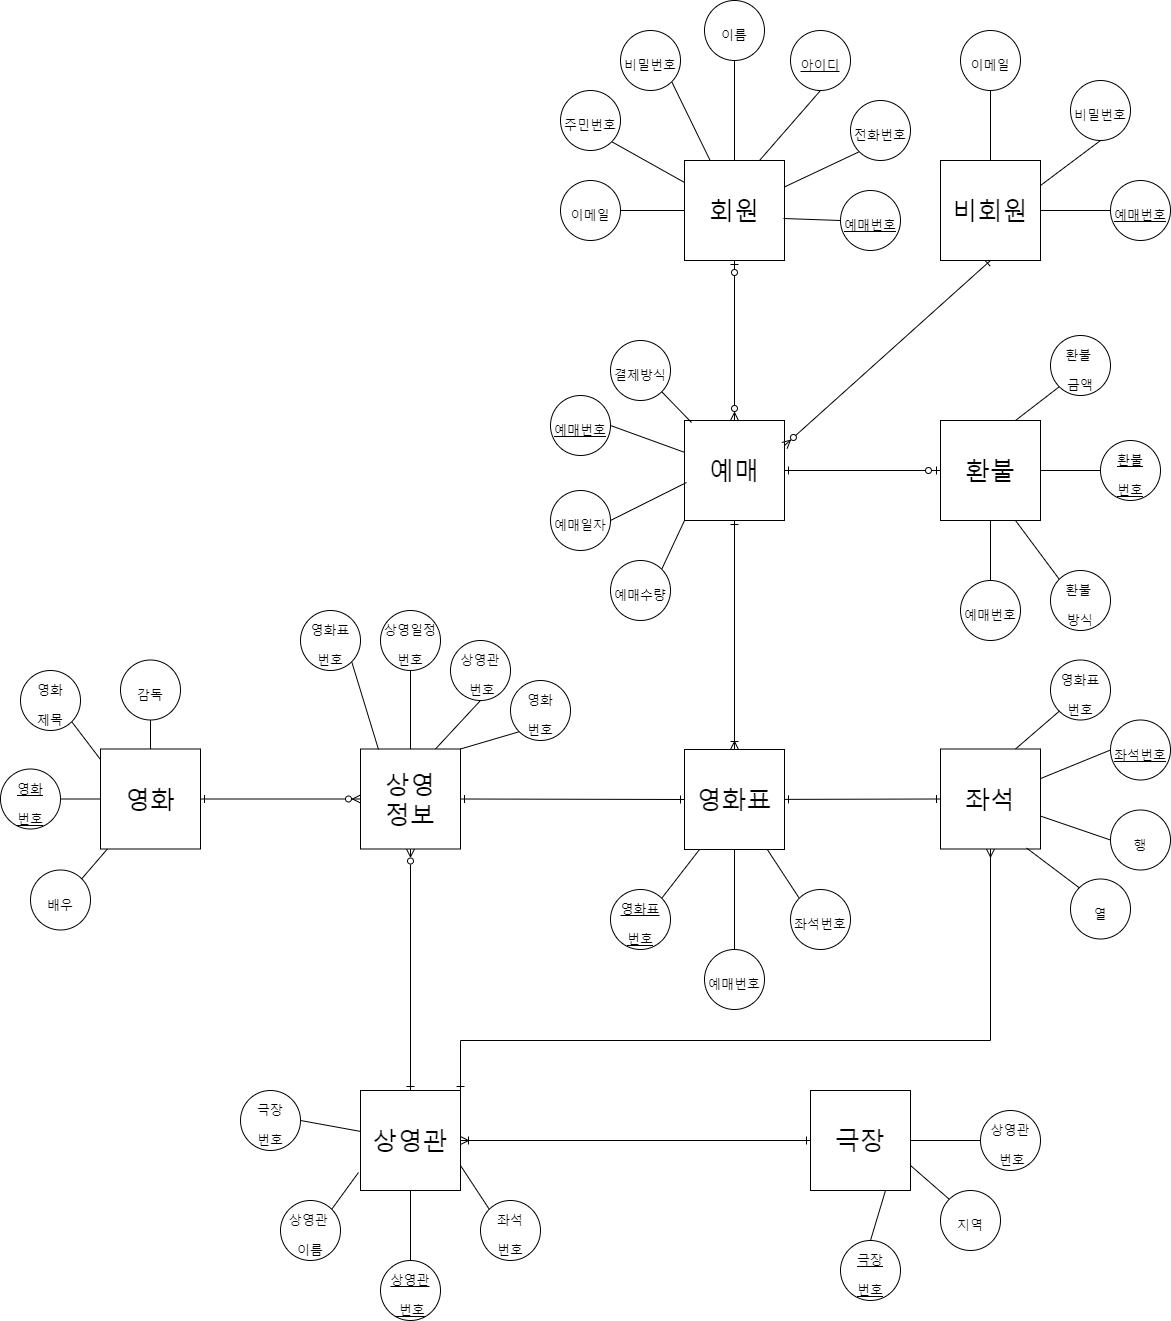 이름
비밀번호
아이디
이메일
주민번호
전화번호
비밀번호
회원
비회원
이메일
예매번호
예매번호
결제방식
환불
금액
예매번호
예매
환불
환불
번호
예매일자
예매수량
예매번호
환불
방식
영화표
번호
상영일정
번호
상영관
번호
영화
번호
영화
제목
감독
영화표
번호
영화
번호
영화
상영
정보
영화표
좌석
좌석번호
행
배우
영화표
번호
좌석번호
열
예매번호
극장
번호
상영관
극장
상영관
번호
상영관
이름
좌석
번호
지역
상영관
번호
극장
번호